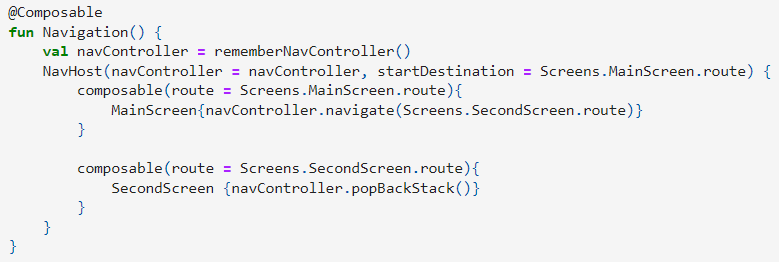 @Composable
fun Navigation() {
    val navController = rememberNavController()
    NavHost(navController = navController, startDestination = Screens.MainScreen.route) {
        composable(route = Screens.MainScreen.route){
            MainScreen{navController.navigate(Screens.SecondScreen.route)}
        }

        composable(route = Screens.SecondScreen.route){
            SecondScreen {navController.popBackStack()}
        }
    }
}